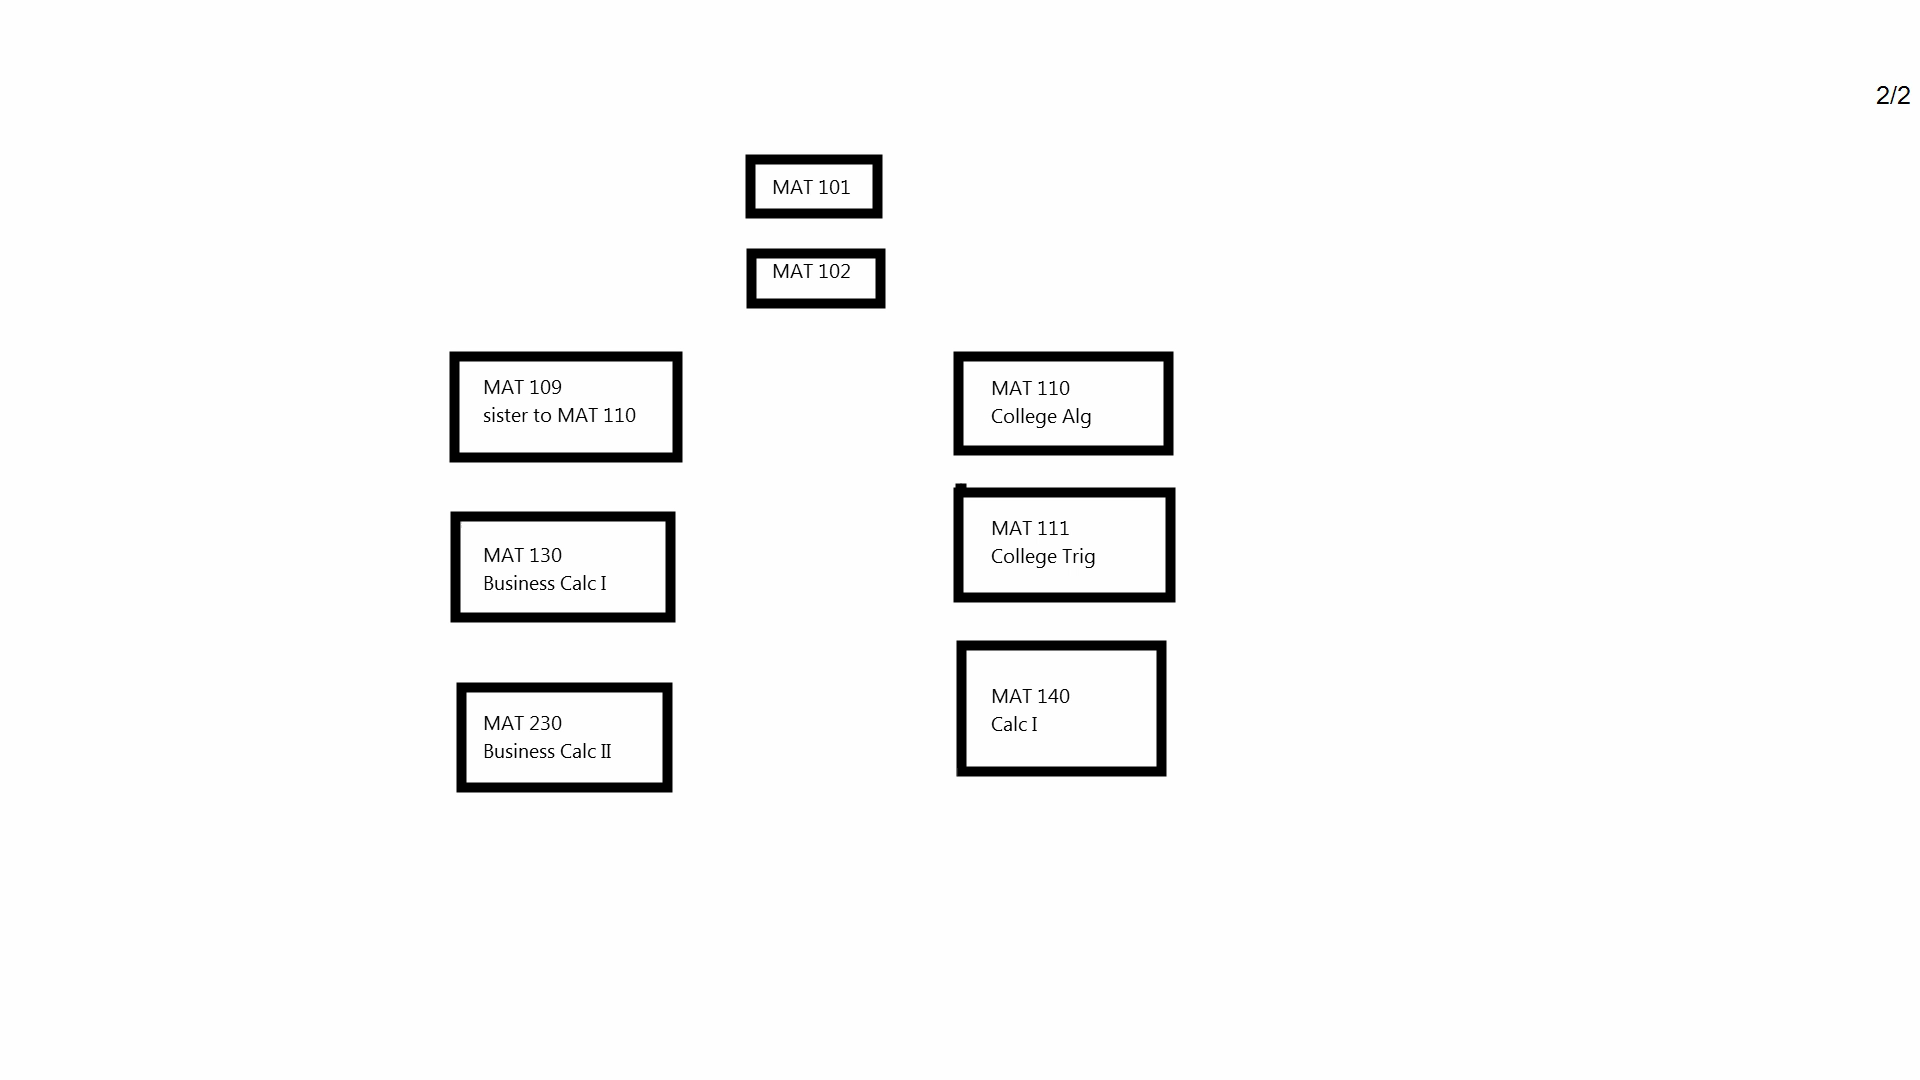 2/2
MAT 101
MAT 102
MAT 109
sister to MAT 110
MAT 110
College Alg
MAT 130
Business Calc I
MAT 111
College Trig
MAT 230
Business Calc II
MAT 140
Calc I